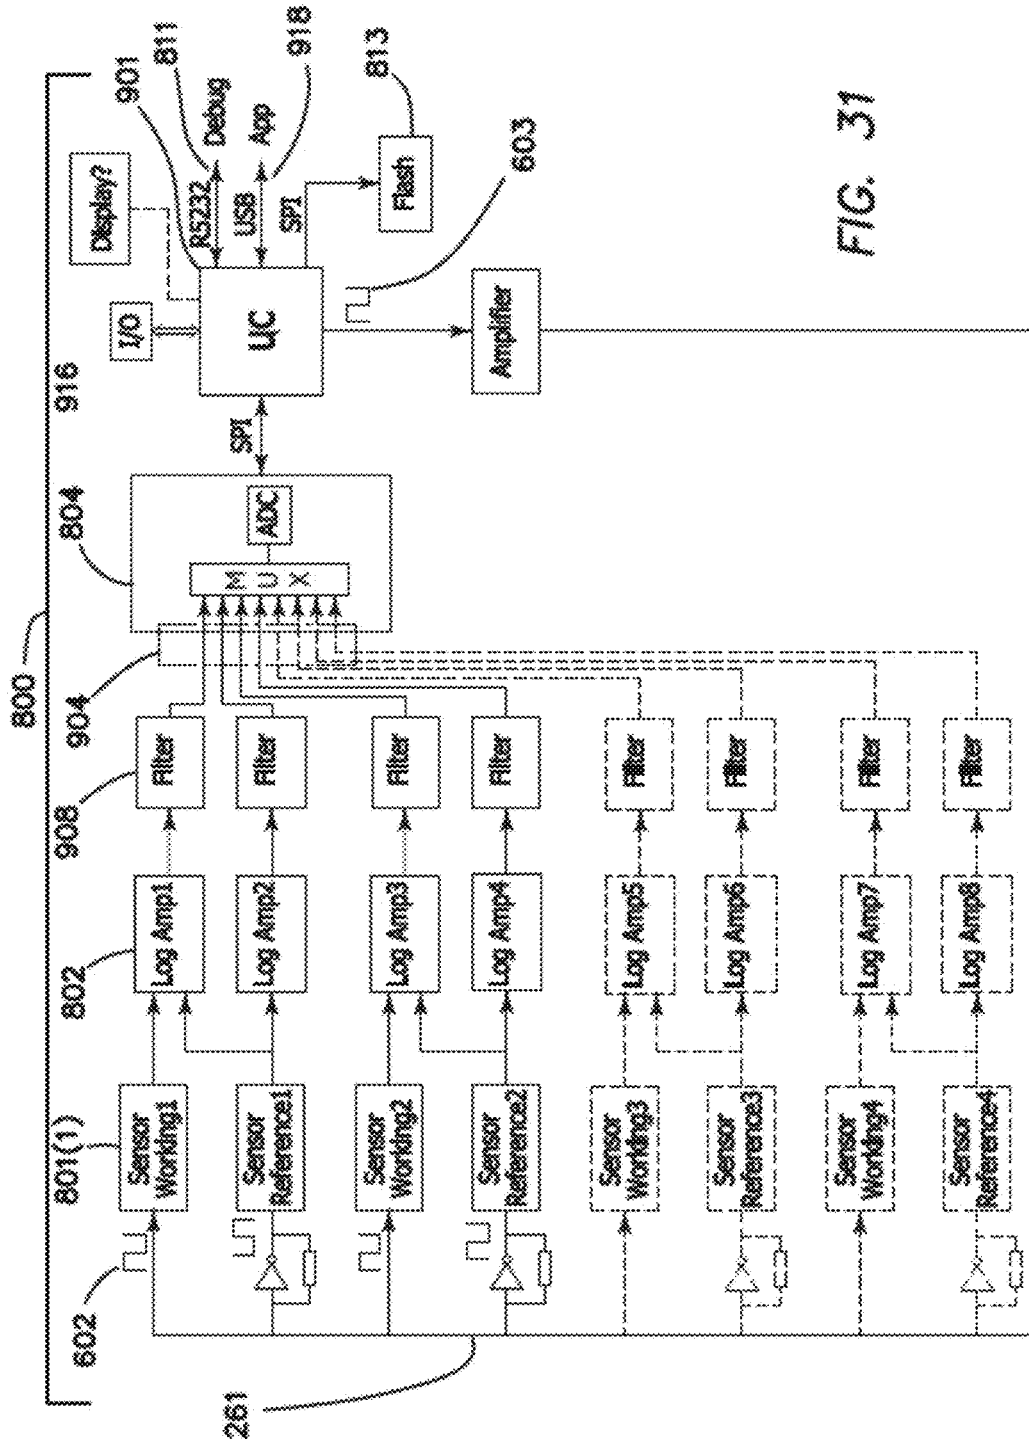 800
916
602
801(1)
802
908
904
804
901
811
918
813
603
261
Sensor
Working1
Log Amp1
Filter
Sensor
Reference1
Log Amp2
Filter
Sensor
Working2
Log Amp3
Filter
Sensor
Reference2
Log Amp4
Filter
Sensor
Working3
Log Amp5
Filter
Sensor
Reference3
Log Amp6
Filter
Sensor
Working4
Log Amp7
Filter
Sensor
Reference4
Log Amp8
Filter
MUX
ADC
SPI
I/O
Display?
µC
RS232
Debug
USB
App
SPI
Flash
Amplifier
FIG. 31